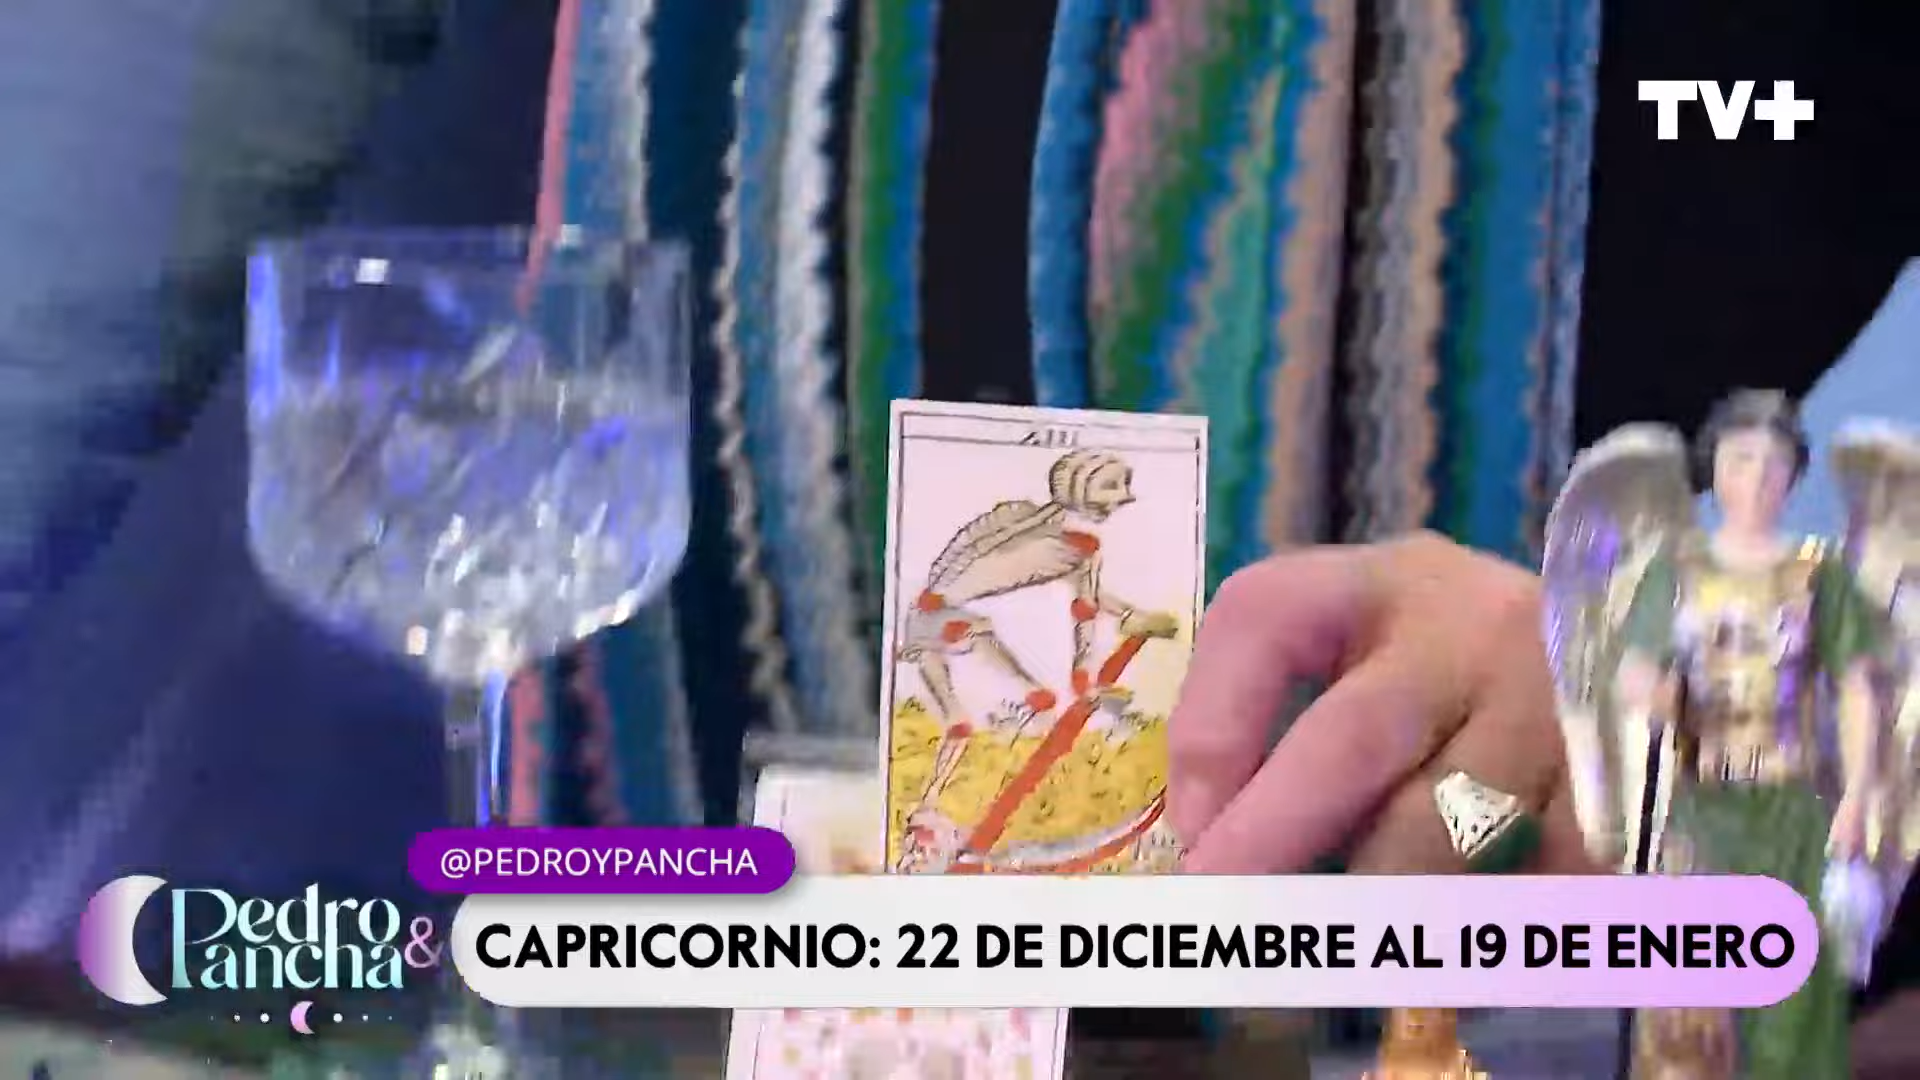 TV+
@PEDROYPANCHA
Pedro &
Pancha
CAPRICORNIO: 22 DE DICIEMBRE AL 19 DE ENERO